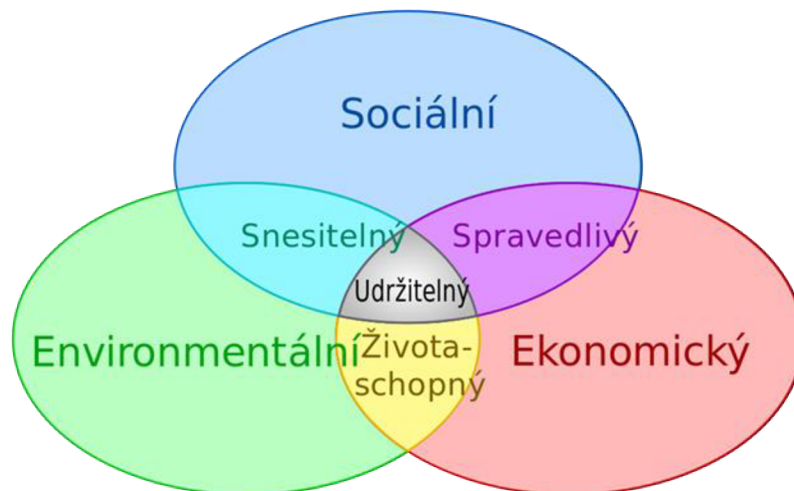 Sociální
Snesitelný
Spravedlivý
Udržitelný
Environmentální
Života-
schopný
Ekonomický